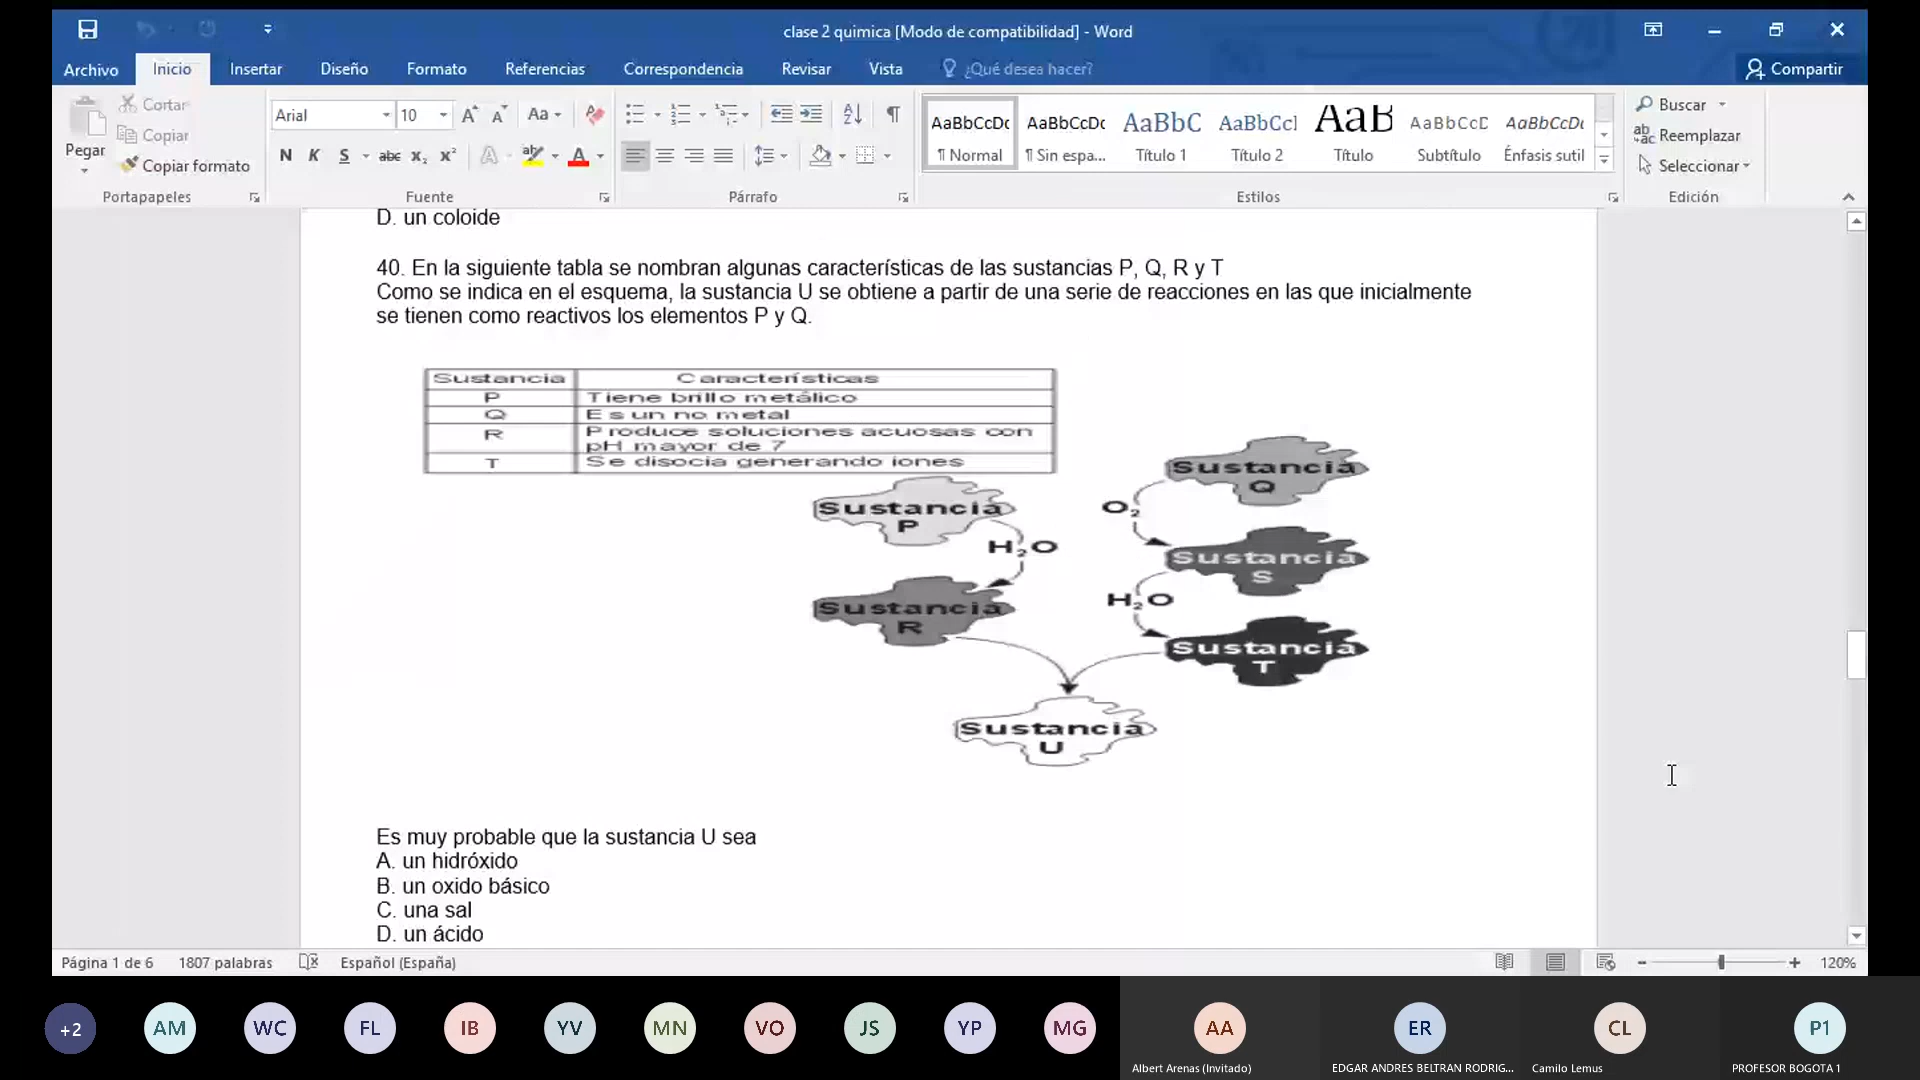 clase 2 quimica [Modo de compatibilidad] - Word
Archivo Inicio Insertar Diseño Formato Referencias Correspondencia Revisar Vista ¿Qué desea hacer? Compartir
Pegar
Cortar
Copiar
Copiar formato
Portapapeles
Arial 10 Aa
N K S abc x₂ x² A aby A
Fuente
Párrafo
AaBbCcDc AaBbCcDc AaBbC AaBbCcl AaB AaBbCcD AaBbCcDc
¶ Normal ¶ Sin espa... Título 1 Título 2 Título Subtítulo Énfasis sutil
Estilos
Buscar
Reemplazar
Seleccionar
Edición
D. un coloide
40. En la siguiente tabla se nombran algunas características de las sustancias P, Q, R y T
Como se indica en el esquema, la sustancia U se obtiene a partir de una serie de reacciones en las que inicialmente
se tienen como reactivos los elementos P y Q.
Sustancia Características
P Tiene brillo metálico
Q Es un no metal
R Produce soluciones acuosas con
pH mayor de 7
T Se disocia generando iones
Sustancia
P
H₂O
Sustancia
R
Sustancia
Q
O₂
Sustancia
S
H₂O
Sustancia
T
Sustancia
U
Es muy probable que la sustancia U sea
A. un hidróxido
B. un oxido básico
C. una sal
D. un ácido
Página 1 de 6 1807 palabras Español (España) 120%
+2 AM WC FL IB YV MN VO JS YP MG AA ER CL P1
Albert Arenas (Invitado) EDGAR ANDRES BELTRAN RODRIG... Camilo Lemus PROFESOR BOGOTA 1